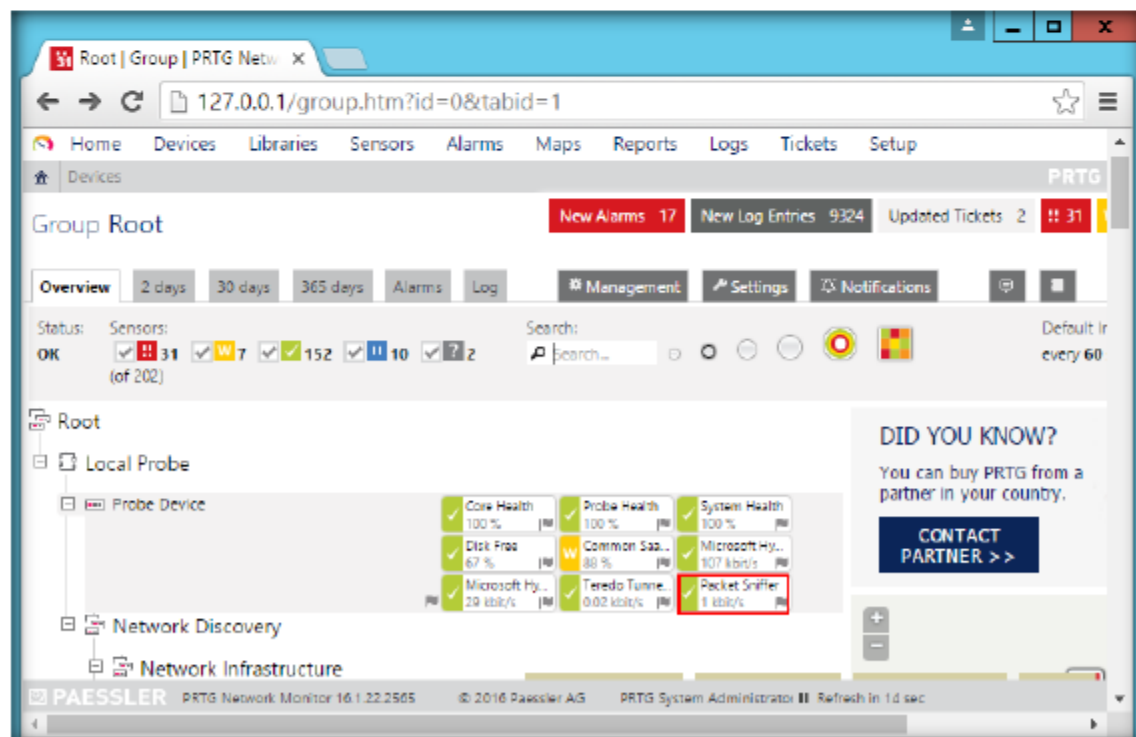 Root | Group | PRTG Netw
127.0.0.1/group.htm?id=0&tabid=1
Home Devices Libraries Sensors Alarms Maps Reports Logs Tickets Setup
Devices PRTG
Group Root New Alarms 17 New Log Entries 9324 Updated Tickets 2 !! 31
Overview 2 days 30 days 365 days Alarms Log Management Settings Notifications
Status: Sensors: Search: Default In
OK !! 31 W 7 152 10 ? 2 Search... every 60
(of 202)
Root
Local Probe
Probe Device
Core Health Probe Health System Health
100 % 100 % 100 %
Disk Free Common Saa... Microsoft Hy...
67 % W 88 % 107 kbit/s
Microsoft Hy... Teredo Tunne... Packet Sniffer
29 kbit/s 0.02 kbit/s 1 kbit/s
Network Discovery
Network Infrastructure
DID YOU KNOW?
You can buy PRTG from a
partner in your country.
CONTACT
PARTNER >>
+
−
PAESSLER PRTG Network Monitor 16.1.22.2565 © 2016 Paessler AG PRTG System Administrator Refresh in 14 sec